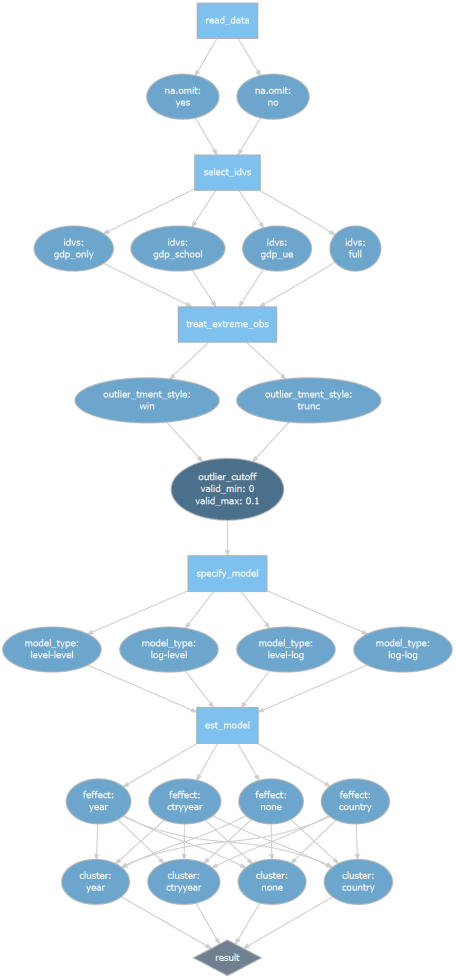 read_data
na.omit:
yes
na.omit:
no
select_idvs
idvs:
gdp_only
idvs:
gdp_school
idvs:
gdp_ue
idvs:
full
treat_extreme_obs
outlier_tment_style:
win
outlier_tment_style:
trunc
outlier_cutoff
valid_min: 0
valid_max: 0.1
specify_model
model_type:
level-level
model_type:
log-level
model_type:
level-log
model_type:
log-log
est_model
feffect:
year
feffect:
ctryyear
feffect:
none
feffect:
country
cluster:
year
cluster:
ctryyear
cluster:
none
cluster:
country
result